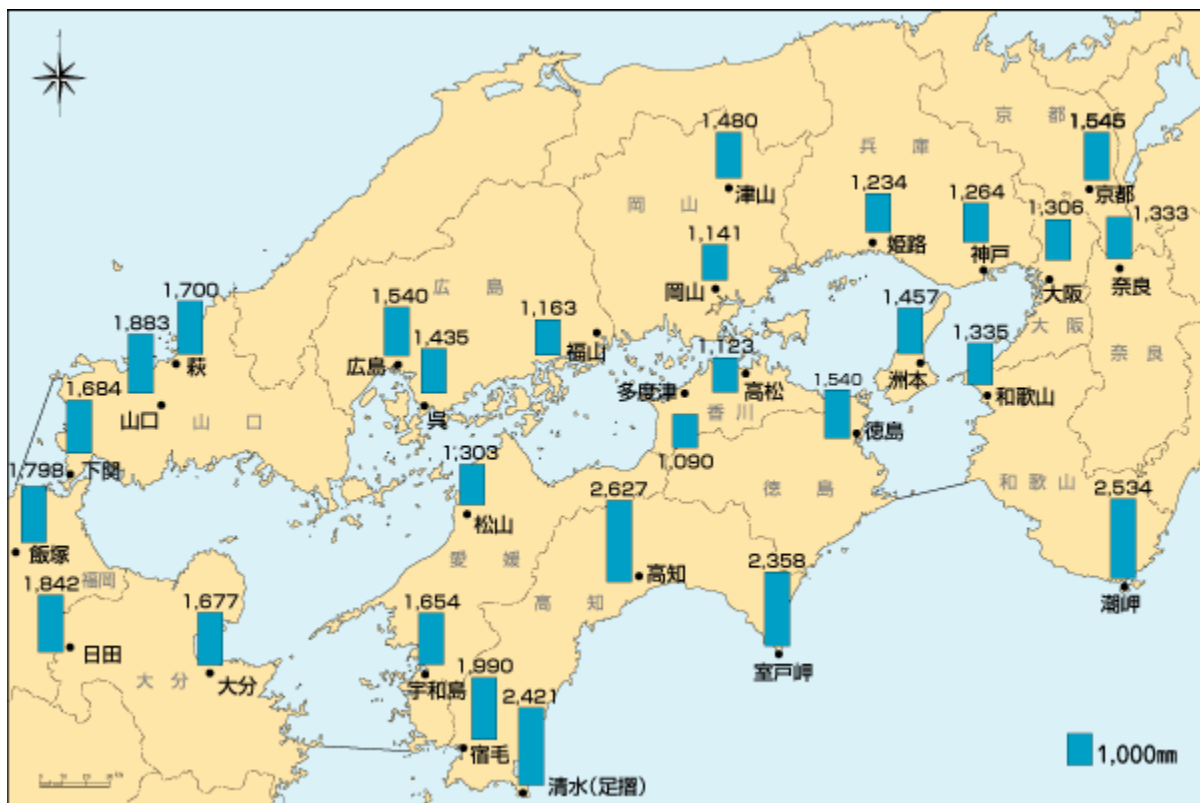 京都
1,545
京都
兵庫
1,480
津山
1,234
姫路
1,264
神戸
1,306
大阪
大阪
1,333
奈良
奈良
岡山
1,141
岡山
広島
1,540
広島
1,435
呉
1,163
福山
1,700
萩
1,883
山口
山口
1,684
下関
1,457
洲本
1,335
和歌山
和歌山
1,123
高松
多度津
香川
1,090
1,540
徳島
徳島
1,303
松山
愛媛
2,627
高知
高知
2,358
室戸岬
2,534
潮岬
1,798
飯塚
福岡
1,842
日田
1,677
大分
大分
1,654
宇和島
1,990
宿毛
2,421
清水(足摺)
1,000㎜